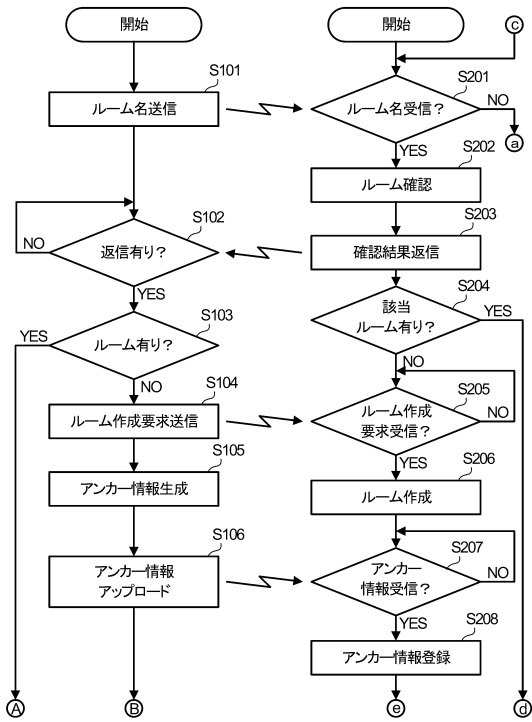 開始
開始
c
S101
ルーム名送信
S201
ルーム名受信？
NO
a
YES
S202
ルーム確認
S102
返信有り？
NO
YES
S203
確認結果返信
S204
該当
ルーム有り？
YES
NO
S103
ルーム有り？
YES
NO
S104
ルーム作成要求送信
S205
ルーム作成
要求受信？
NO
YES
S105
アンカー情報生成
S206
ルーム作成
S106
アンカー情報
アップロード
S207
アンカー
情報受信？
NO
YES
S208
アンカー情報登録
A
B
e
d